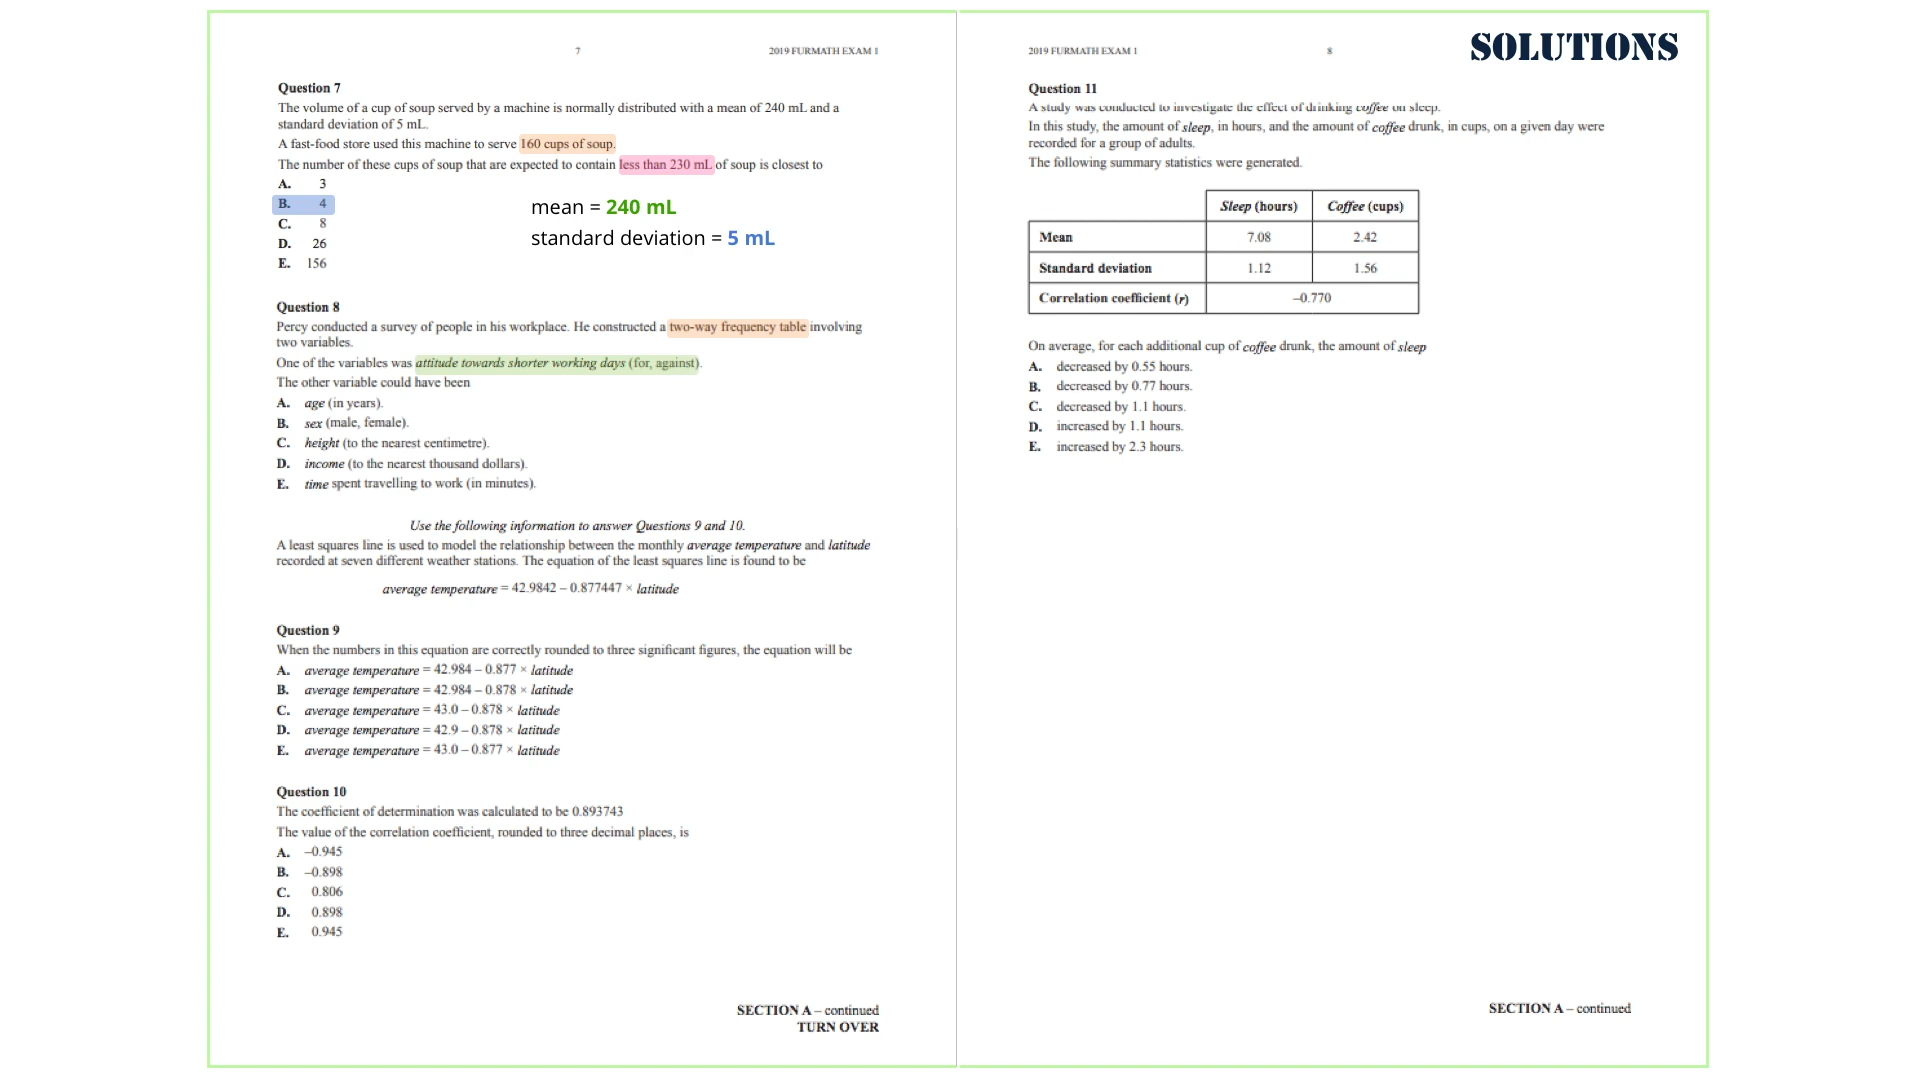 7 2019 FURMATH EXAM 1
Question 7
The volume of a cup of soup served by a machine is normally distributed with a mean of 240 mL and a
standard deviation of 5 mL.
A fast-food store used this machine to serve 160 cups of soup.
The number of these cups of soup that are expected to contain less than 230 mL of soup is closest to
A. 3
B. 4
C. 8
D. 26
E. 156
mean = 240 mL
standard deviation = 5 mL
Question 8
Percy conducted a survey of people in his workplace. He constructed a two-way frequency table involving
two variables.
One of the variables was attitude towards shorter working days (for, against).
The other variable could have been
A. age (in years).
B. sex (male, female).
C. height (to the nearest centimetre).
D. income (to the nearest thousand dollars).
E. time spent travelling to work (in minutes).
Use the following information to answer Questions 9 and 10.
A least squares line is used to model the relationship between the monthly average temperature and latitude
recorded at seven different weather stations. The equation of the least squares line is found to be
average temperature = 42.9842 – 0.877447 × latitude
Question 9
When the numbers in this equation are correctly rounded to three significant figures, the equation will be
A. average temperature = 42.984 – 0.877 × latitude
B. average temperature = 42.984 – 0.878 × latitude
C. average temperature = 43.0 – 0.878 × latitude
D. average temperature = 42.9 – 0.878 × latitude
E. average temperature = 43.0 – 0.877 × latitude
Question 10
The coefficient of determination was calculated to be 0.893743
The value of the correlation coefficient, rounded to three decimal places, is
A. –0.945
B. –0.898
C. 0.806
D. 0.898
E. 0.945
SECTION A – continued
TURN OVER
2019 FURMATH EXAM 1 8
SOLUTIONS
Question 11
A study was conducted to investigate the effect of drinking coffee on sleep.
In this study, the amount of sleep, in hours, and the amount of coffee drunk, in cups, on a given day were
recorded for a group of adults.
The following summary statistics were generated.
Sleep (hours) Coffee (cups)
Mean 7.08 2.42
Standard deviation 1.12 1.56
Correlation coefficient (r) –0.770
On average, for each additional cup of coffee drunk, the amount of sleep
A. decreased by 0.55 hours.
B. decreased by 0.77 hours.
C. decreased by 1.1 hours.
D. increased by 1.1 hours.
E. increased by 2.3 hours.
SECTION A – continued